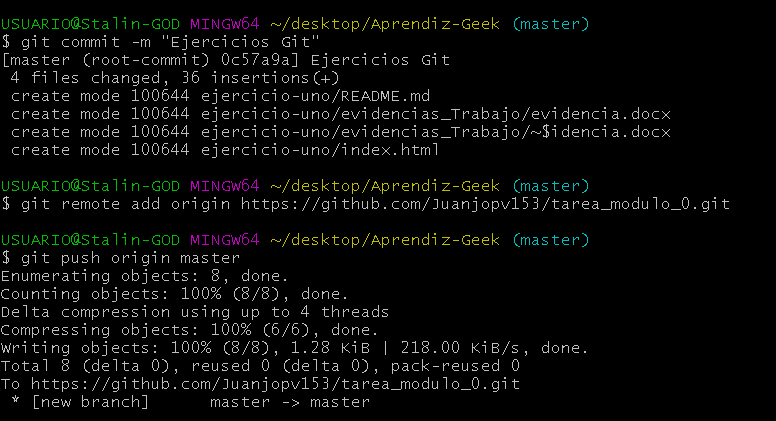 USUARIO@Stalin-GOD MINGW64 ~/desktop/Aprendiz-Geek (master)
$ git commit -m "Ejercicios Git"
[master (root-commit) 0c57a9a] Ejercicios Git
 4 files changed, 36 insertions(+)
 create mode 100644 ejercicio-uno/README.md
 create mode 100644 ejercicio-uno/evidencias_Trabajo/evidencia.docx
 create mode 100644 ejercicio-uno/evidencias_Trabajo/~$idencia.docx
 create mode 100644 ejercicio-uno/index.html
USUARIO@Stalin-GOD MINGW64 ~/desktop/Aprendiz-Geek (master)
$ git remote add origin https://github.com/Juanjopv153/tarea_modulo_0.git
USUARIO@Stalin-GOD MINGW64 ~/desktop/Aprendiz-Geek (master)
$ git push origin master
Enumerating objects: 8, done.
Counting objects: 100% (8/8), done.
Delta compression using up to 4 threads
Compressing objects: 100% (6/6), done.
Writing objects: 100% (8/8), 1.28 KiB | 218.00 KiB/s, done.
Total 8 (delta 0), reused 0 (delta 0), pack-reused 0
To https://github.com/Juanjopv153/tarea_modulo_0.git
 * [new branch]      master -> master